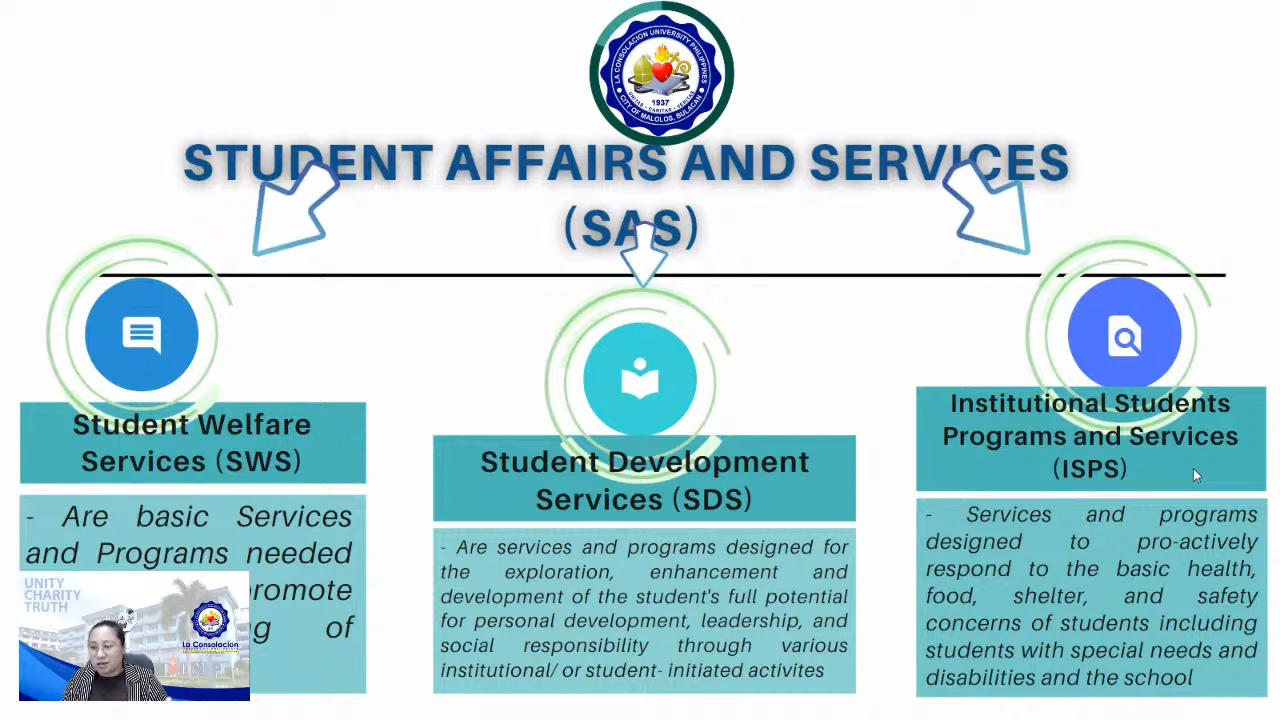 LA CONSOLACION UNIVERSITY PHILIPPINES
1937
UNITAS • CARITAS • VERITAS
CITY OF MALOLOS, BULACAN
STUDENT AFFAIRS AND SERVICES
(SAS)
Student Welfare
Services (SWS)
- Are basic Services
and Programs needed
promote
of
UNITY
CHARITY
TRUTH
La Consolacion
Student Development
Services (SDS)
- Are services and programs designed for
the exploration, enhancement and
development of the student's full potential
for personal development, leadership, and
social responsibility through various
institutional/ or student- initiated activites
Institutional Students
Programs and Services
(ISPS)
- Services and programs
designed to pro-actively
respond to the basic health,
food, shelter, and safety
concerns of students including
students with special needs and
disabilities and the school